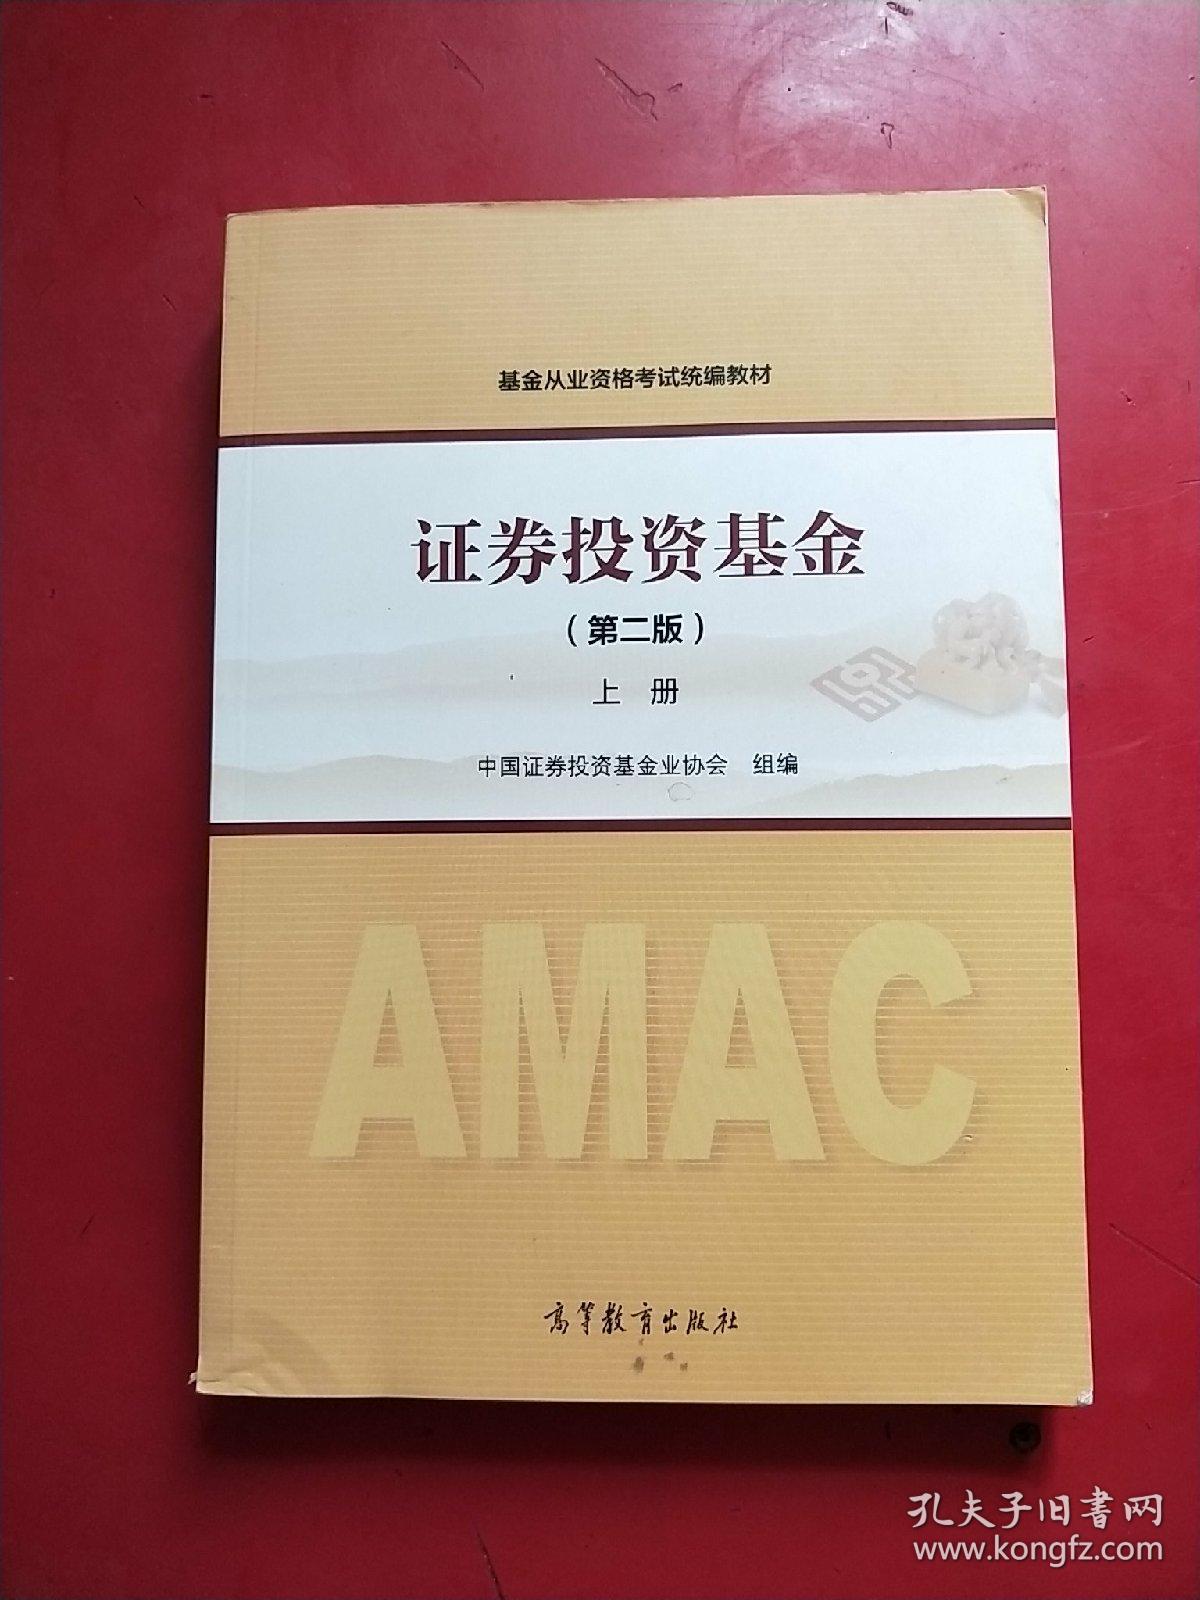 基金从业资格考试统编教材
证券投资基金
（第二版）
上 册
中国证券投资基金业协会 组编
AMAC
高等教育出版社
孔夫子旧书网
www.kongfz.com